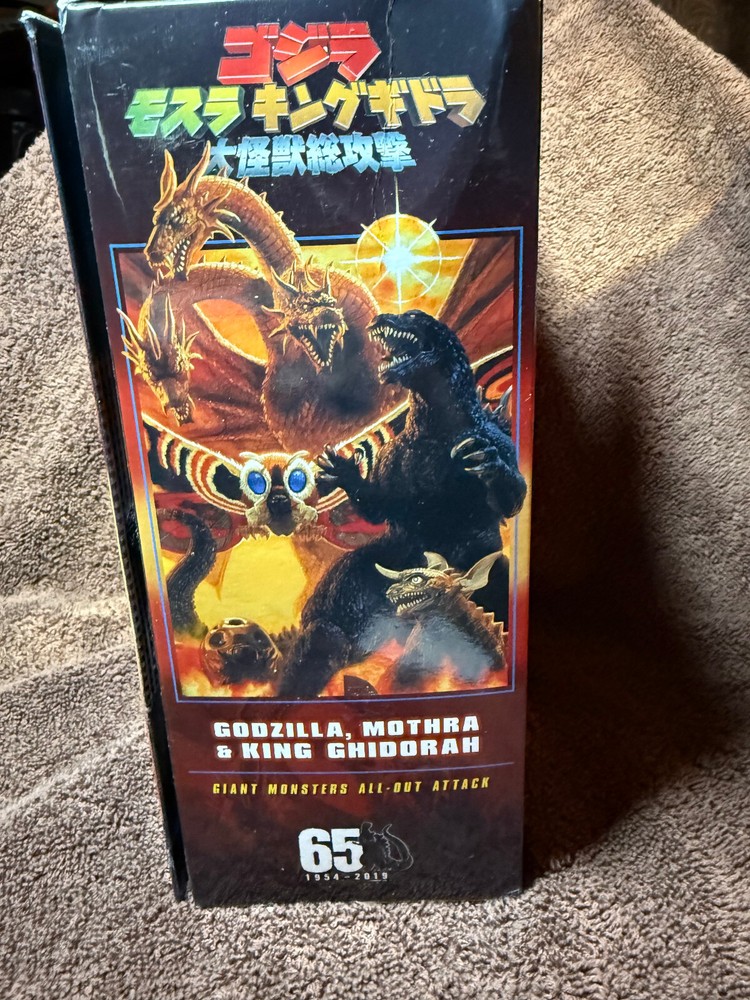 ゴジラ
モスラ キングギドラ
大怪獣総攻撃
GODZILLA, MOTHRA
& KING GHIDORAH
GIANT MONSTERS ALL-OUT ATTACK
65
1954-2019